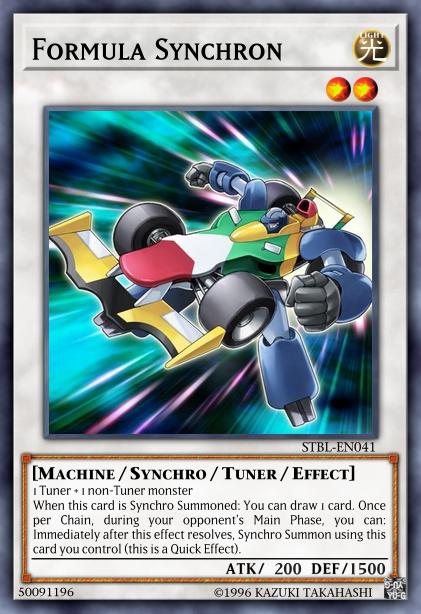 FORMULA SYNCHRON
LIGHT
光
STBL-EN041
[MACHINE / SYNCHRO / TUNER / EFFECT]
1 Tuner + 1 non-Tuner monster
When this card is Synchro Summoned: You can draw 1 card. Once
per Chain, during your opponent's Main Phase, you can:
Immediately after this effect resolves, Synchro Summon using this
card you control (this is a Quick Effect).
ATK/ 200 DEF/1500
50091196
©1996 KAZUKI TAKAHASHI